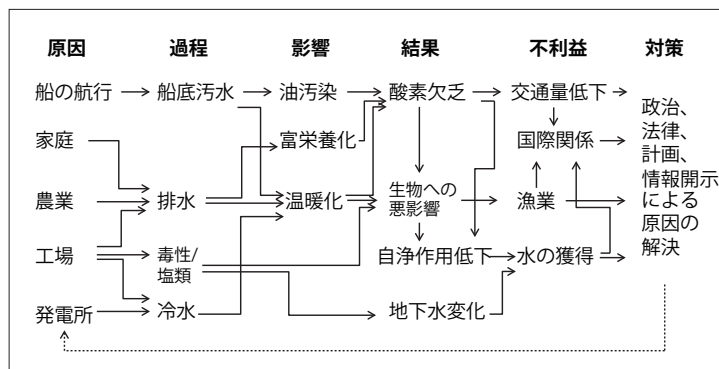 原因 過程 影響 結果 不利益 対策
船の航行 船底汚水 油汚染 酸素欠乏 交通量低下
家庭 富栄養化 国際関係
農業 排水 温暖化 生物への
悪影響 漁業
工場 毒性/
塩類 自浄作用低下 水の獲得
発電所 冷水 地下水変化
政治、
法律、
計画、
情報開示
による
原因の
解決